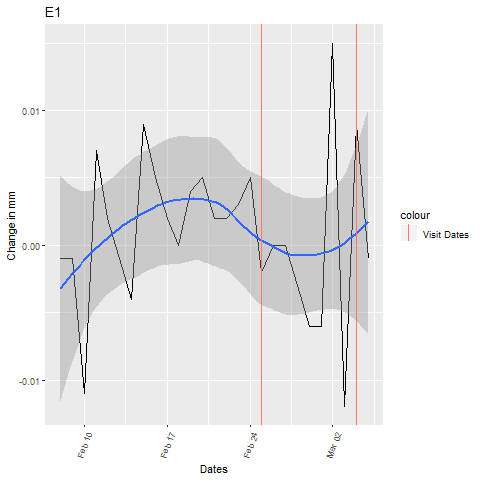 E1
0.01
0.00
-0.01
Change in mm
Feb 10
Feb 17
Feb 24
Mar 02
Dates
colour
Visit Dates